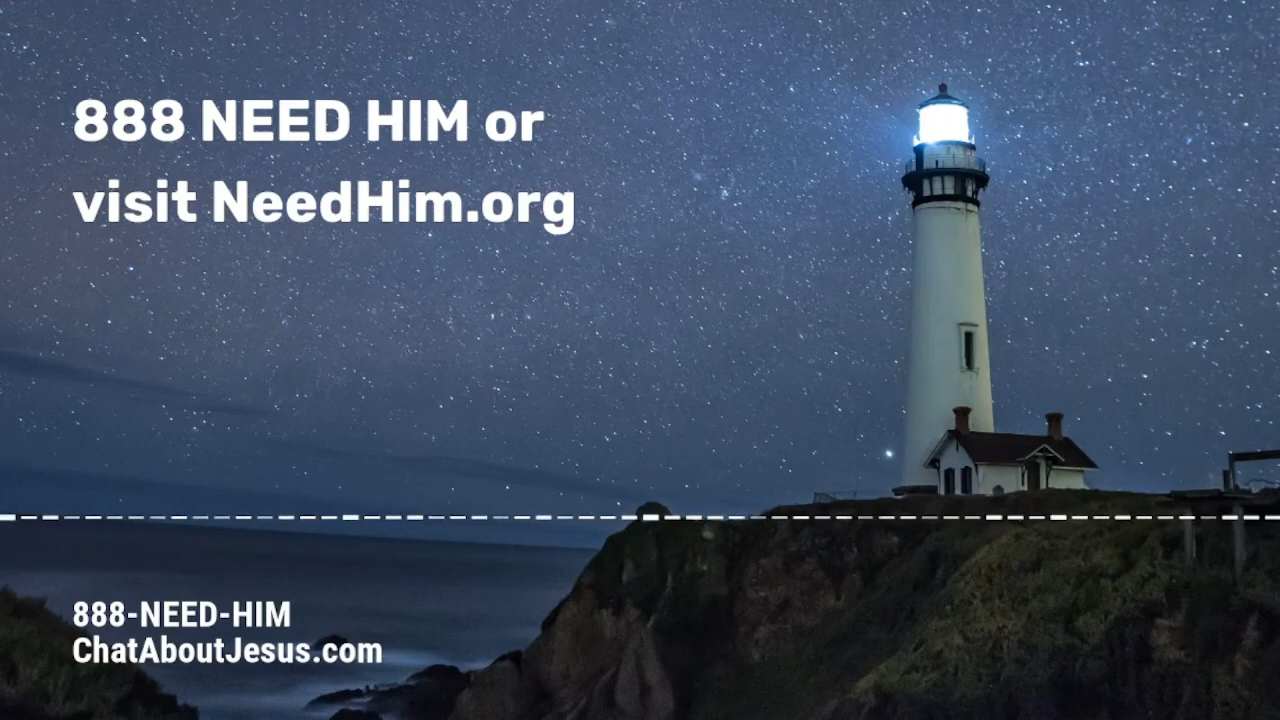 888 NEED HIM or
visit NeedHim.org
888-NEED-HIM
ChatAboutJesus.com